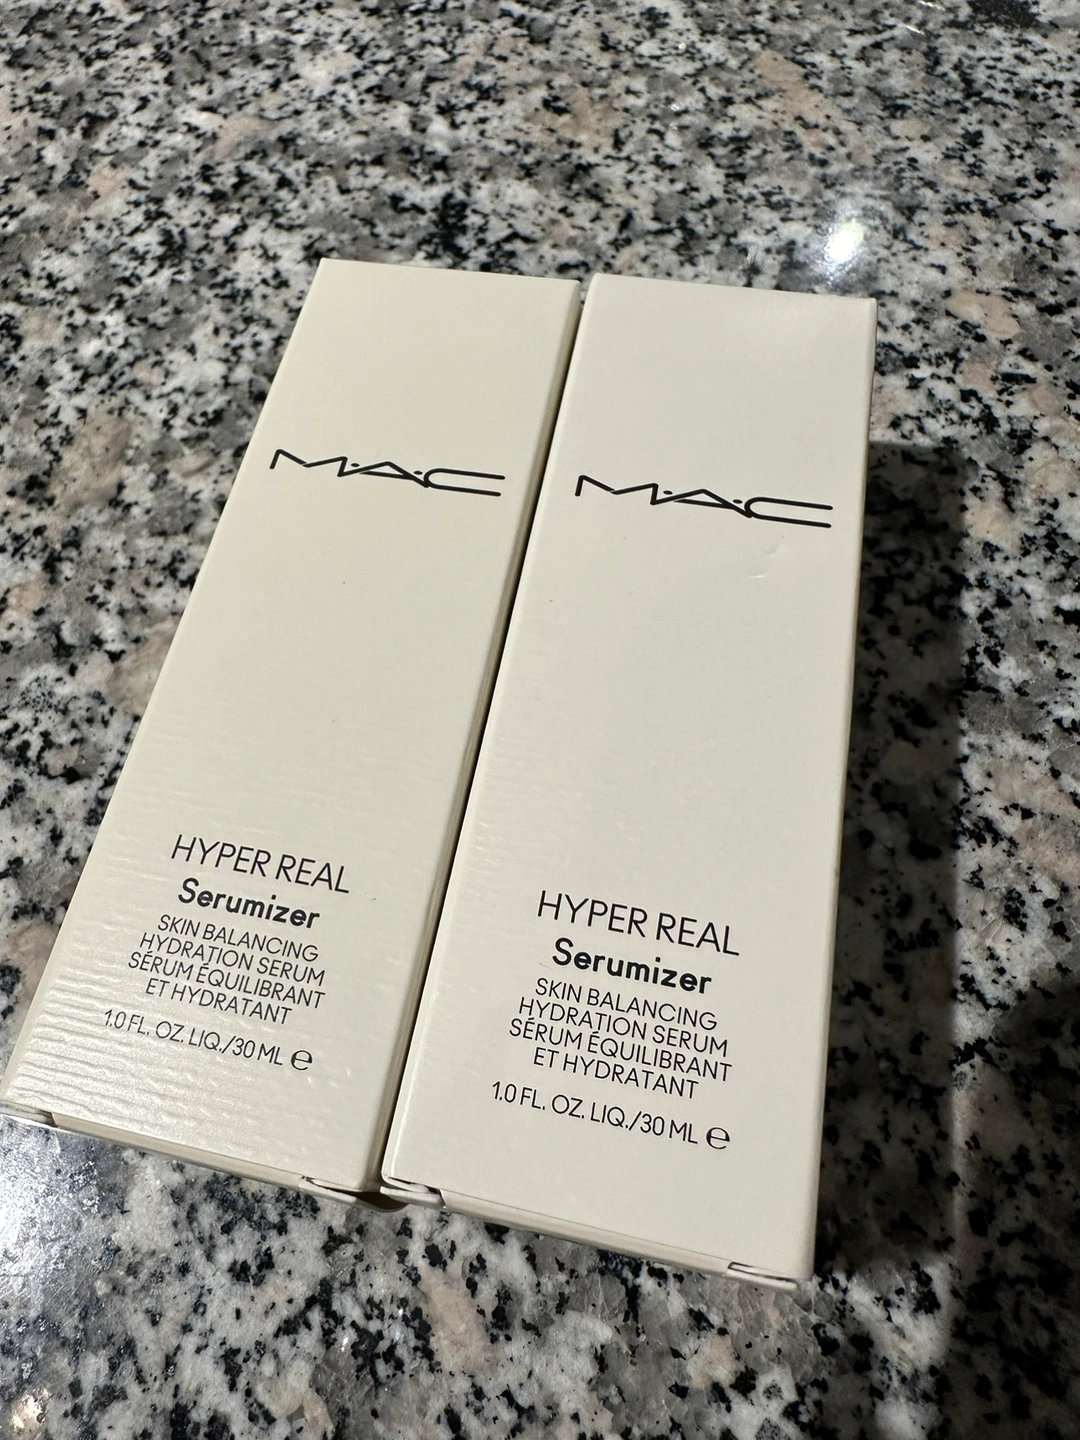 M·A·C
HYPER REAL
Serumizer
SKIN BALANCING
HYDRATION SERUM
SÉRUM ÉQUILIBRANT
ET HYDRATANT
1.0 FL. OZ. LIQ./30 ML ℮
M·A·C
HYPER REAL
Serumizer
SKIN BALANCING
HYDRATION SERUM
SÉRUM ÉQUILIBRANT
ET HYDRATANT
1.0 FL. OZ. LIQ./30 ML ℮